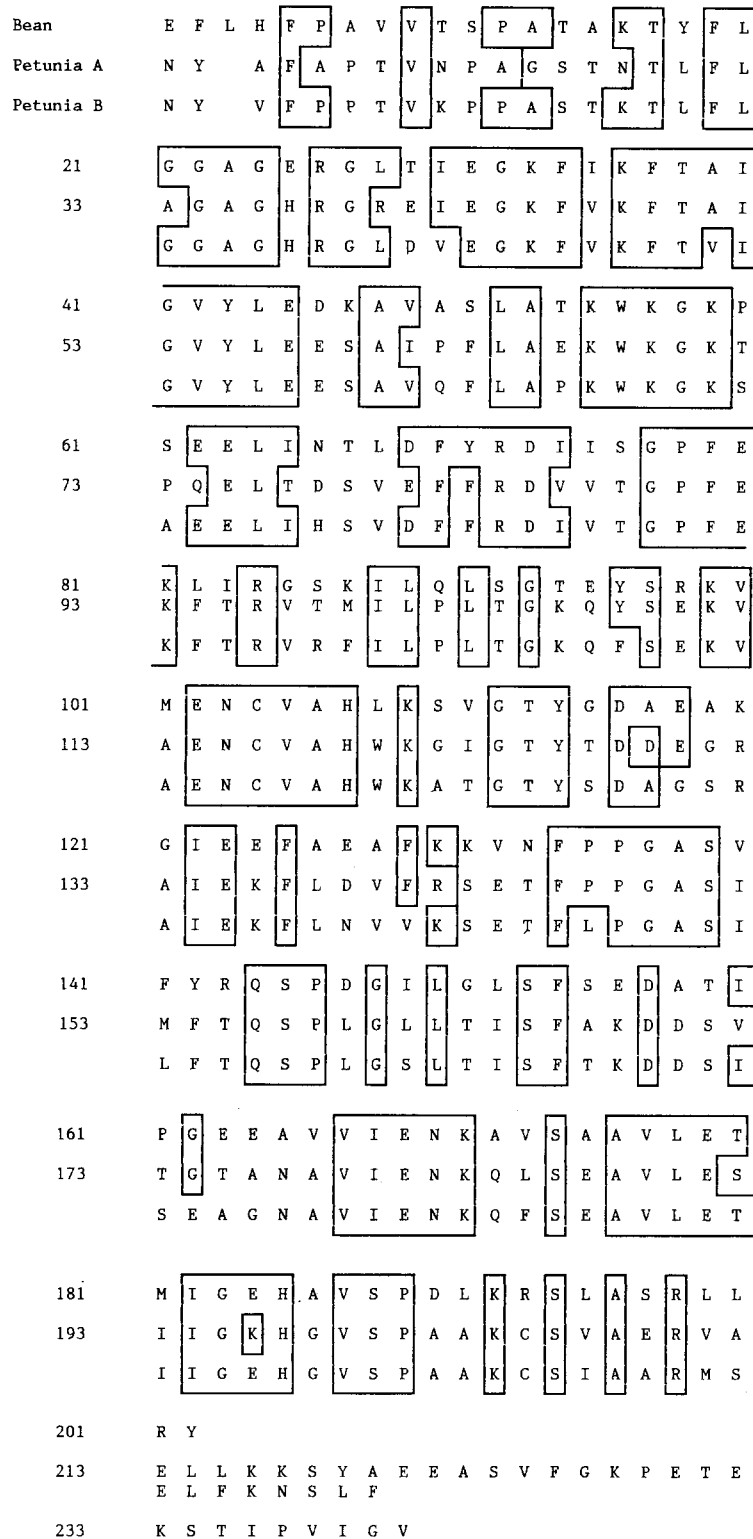 Bean E F L H F P A V V T S P A T A K T Y F L
Petunia A N Y A F A P T V N P A G S T N T L F L
Petunia B N Y V F P P T V K P P A S T K T L F L
21 G G A G E R G L T I E G K F I K F T A I
33 A G A G H R G R E I E G K F V K F T A I
G G A G H R G L D V E G K F V K F T V I
41 G V Y L E D K A V A S L A T K W K G K P
53 G V Y L E E S A I P F L A E K W K G K T
G V Y L E E S A V Q F L A P K W K G K S
61 S E E L I N T L D F Y R D I I S G P F E
73 P Q E L T D S V E F F R D V V T G P F E
A E E L I H S V D F F R D I V T G P F E
81 K L I R G S K I L Q L S G T E Y S R K V
93 K F T R V T M I L P L T G K Q Y S E K V
K F T R V R F I L P L T G K Q F S E K V
101 M E N C V A H L K S V G T Y G D A E A K
113 A E N C V A H W K G I G T Y T D D E G R
A E N C V A H W K A T G T Y S D A G S R
121 G I E E F A E A F K K V N F P P G A S V
133 A I E K F L D V F R S E T F P P G A S I
A I E K F L N V V K S E T F L P G A S I
141 F Y R Q S P D G I L G L S F S E D A T I
153 M F T Q S P L G L L T I S F A K D D S V
L F T Q S P L G S L T I S F T K D D S I
161 P G E E A V V I E N K A V S A A V L E T
173 T G T A N A V I E N K Q L S E A V L E S
S E A G N A V I E N K Q F S E A V L E T
181 M I G E H A V S P D L K R S L A S R L L
193 I I G K H G V S P A A K C S V A E R V A
I I G E H G V S P A A K C S I A A R M S
201 R Y
213 E L L K K S Y A E E A S V F G K P E T E
E L F K N S L F
233 K S T I P V I G V